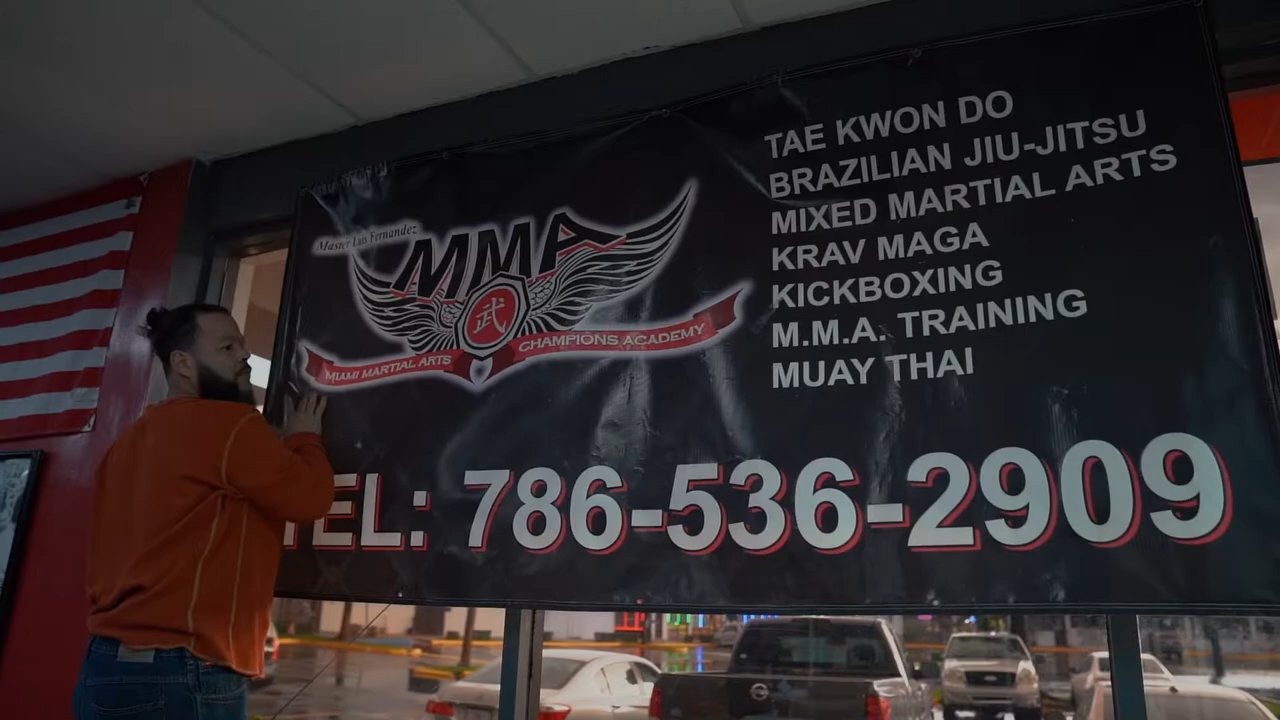 Master Luis Fernandez
MMA
武
MIAMI MARTIAL ARTS CHAMPIONS ACADEMY
TAE KWON DO
BRAZILIAN JIU-JITSU
MIXED MARTIAL ARTS
KRAV MAGA
KICKBOXING
M.M.A. TRAINING
MUAY THAI
TEL: 786-536-2909